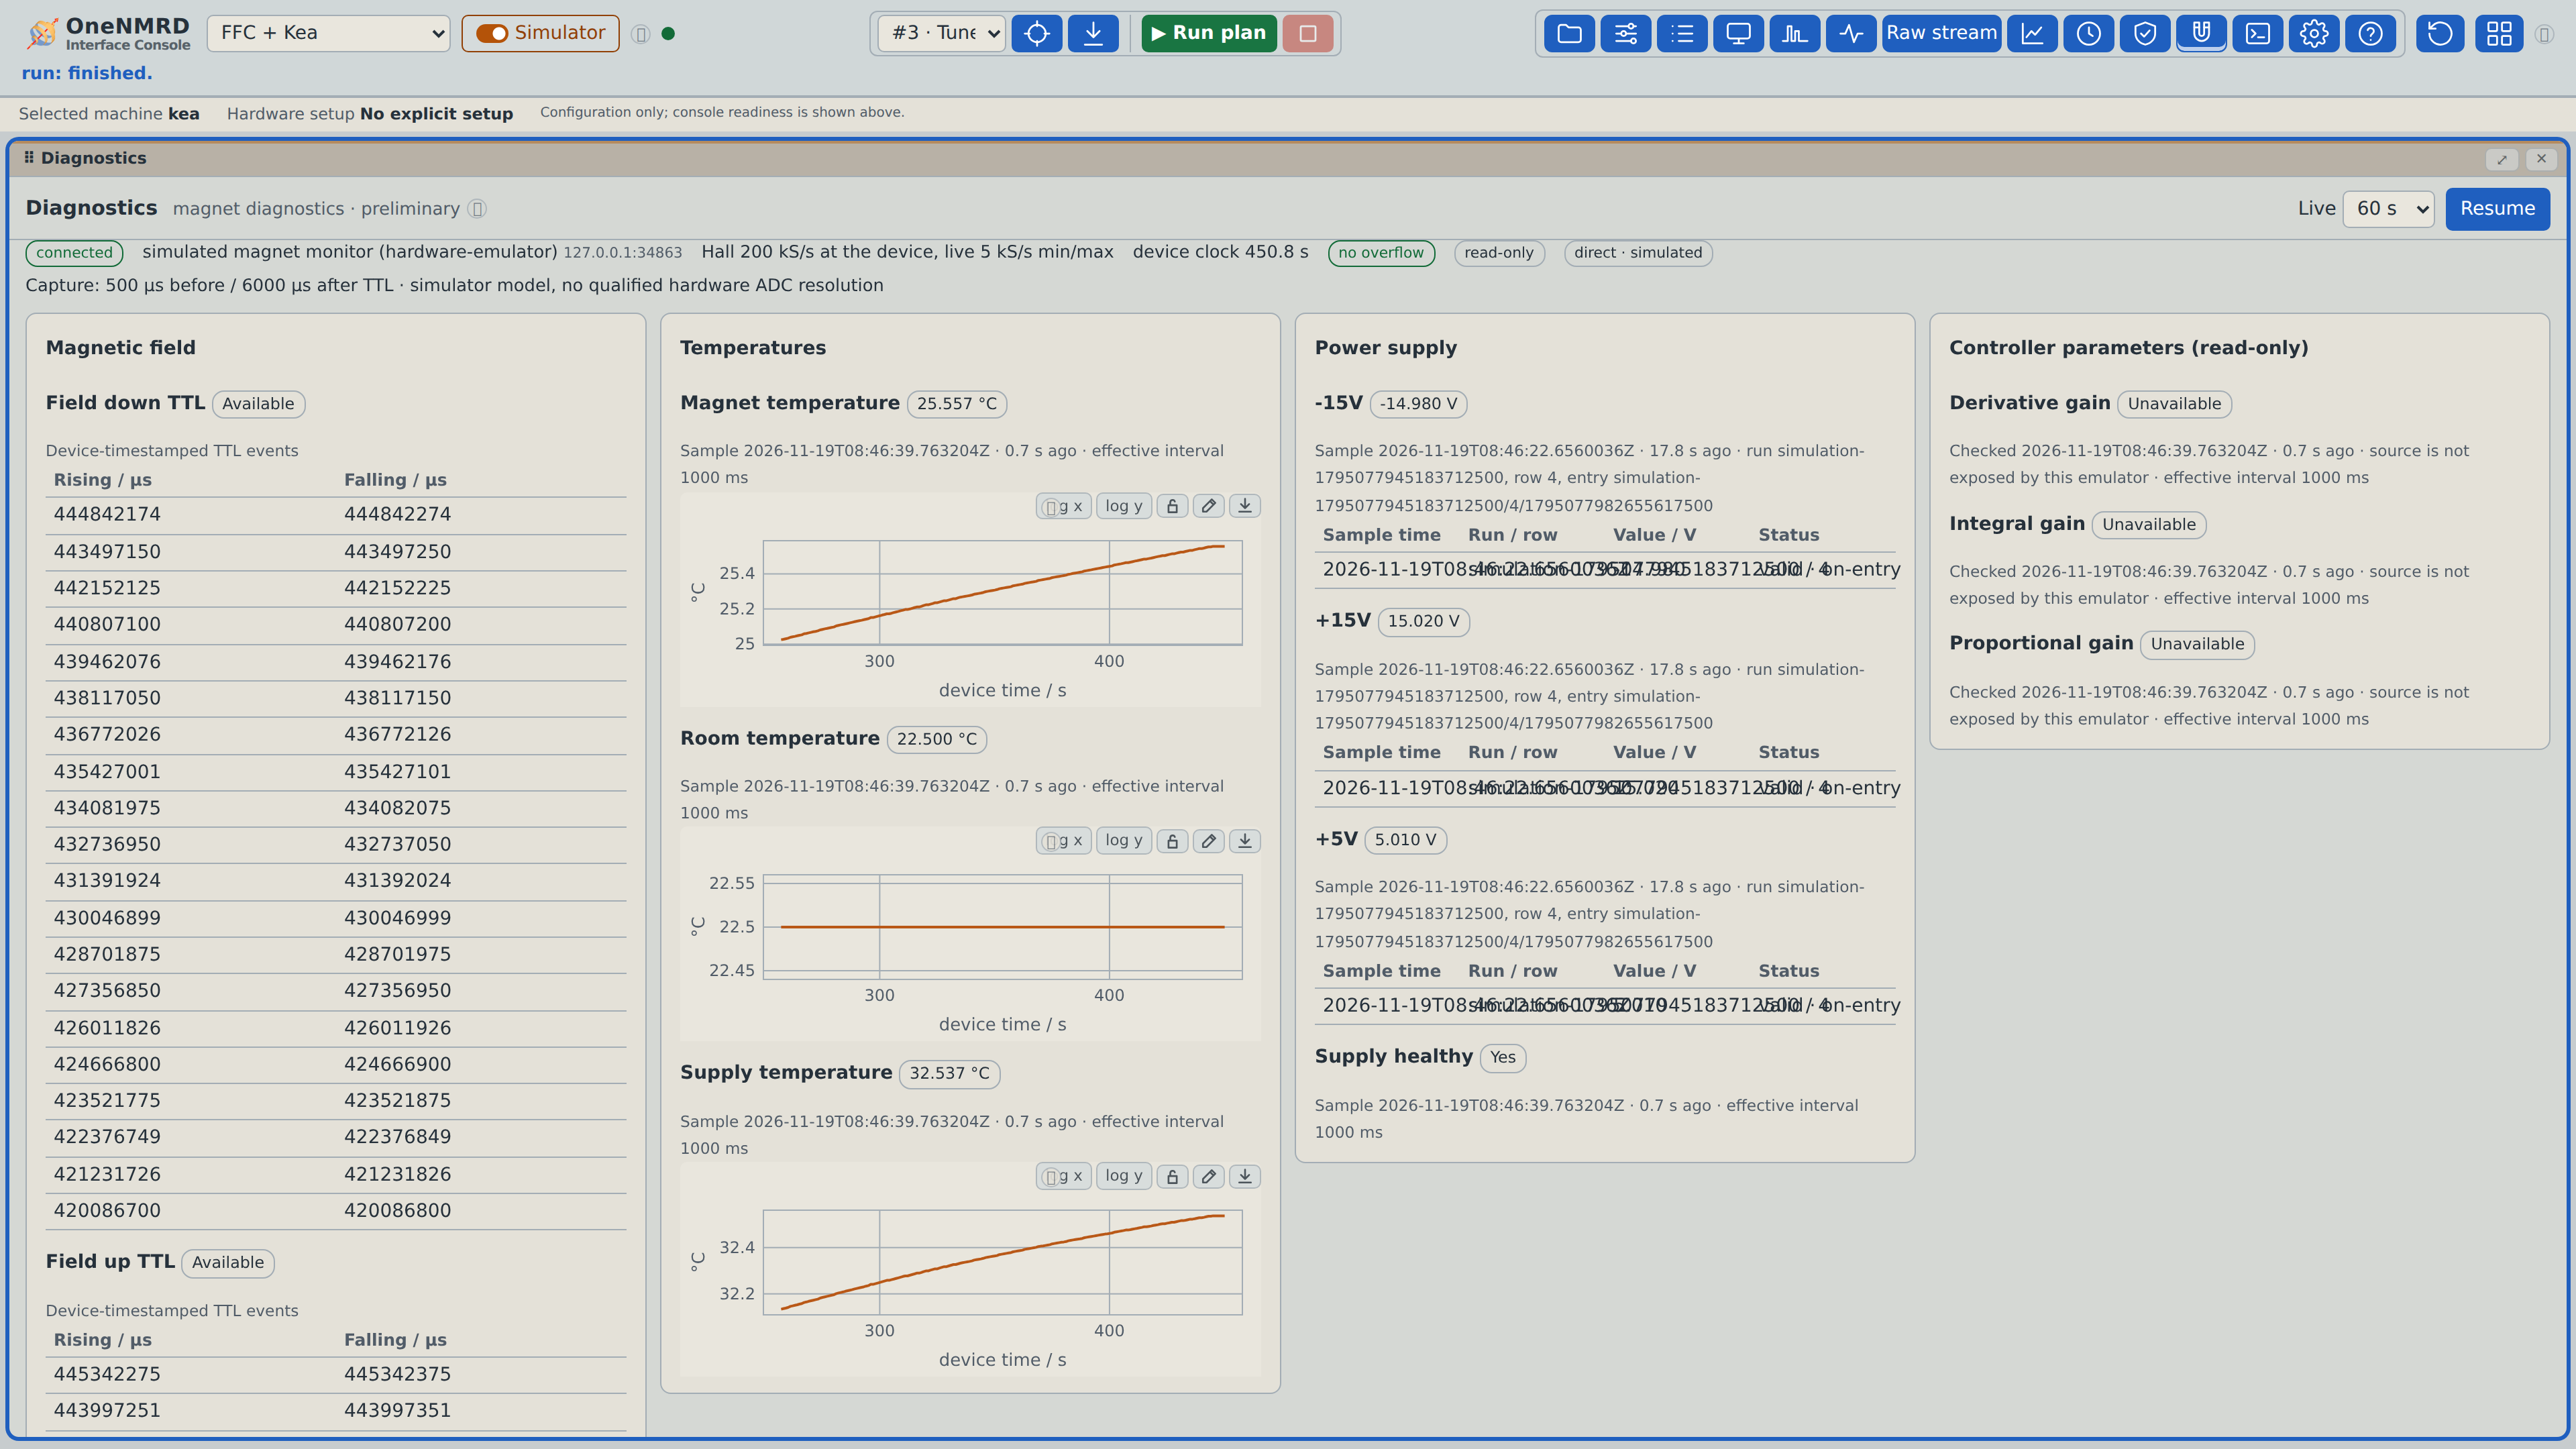 OneNMRD
Interface Console
FFC + Kea
Simulator
#3 · Tune
▶ Run plan
Raw stream
run: finished.
Selected machine kea
Hardware setup No explicit setup
Configuration only; console readiness is shown above.
Diagnostics
Diagnostics magnet diagnostics · preliminary
Live 60 s Resume
connected simulated magnet monitor (hardware-emulator) 127.0.0.1:34863 Hall 200 kS/s at the device, live 5 kS/s min/max device clock 450.8 s no overflow read-only direct · simulated
Capture: 500 µs before / 6000 µs after TTL · simulator model, no qualified hardware ADC resolution
Magnetic field
Field down TTL Available
Device-timestamped TTL events
Rising / µs Falling / µs
444842174 444842274
443497150 443497250
442152125 442152225
440807100 440807200
439462076 439462176
438117050 438117150
436772026 436772126
435427001 435427101
434081975 434082075
432736950 432737050
431391924 431392024
430046899 430046999
428701875 428701975
427356850 427356950
426011826 426011926
424666800 424666900
423521775 423521875
422376749 422376849
421231726 421231826
420086700 420086800
Field up TTL Available
Device-timestamped TTL events
Rising / µs Falling / µs
445342275 445342375
443997251 443997351
Temperatures
Magnet temperature 25.557 °C
Sample 2026-11-19T08:46:39.763204Z · 0.7 s ago · effective interval
1000 ms
g x log y
25.4
25.2
25
°C
300 400
device time / s
Room temperature 22.500 °C
Sample 2026-11-19T08:46:39.763204Z · 0.7 s ago · effective interval
1000 ms
g x log y
22.55
22.5
22.45
°C
300 400
device time / s
Supply temperature 32.537 °C
Sample 2026-11-19T08:46:39.763204Z · 0.7 s ago · effective interval
1000 ms
g x log y
32.4
32.2
°C
300 400
device time / s
Power supply
-15V -14.980 V
Sample 2026-11-19T08:46:22.6560036Z · 17.8 s ago · run simulation-
1795077945183712500, row 4, entry simulation-
1795077945183712500/4/1795077982655617500
Sample time Run / row Value / V Status
on-entry
+15V 15.020 V
Sample 2026-11-19T08:46:22.6560036Z · 17.8 s ago · run simulation-
1795077945183712500, row 4, entry simulation-
1795077945183712500/4/1795077982655617500
Sample time Run / row Value / V Status
on-entry
+5V 5.010 V
Sample 2026-11-19T08:46:22.6560036Z · 17.8 s ago · run simulation-
1795077945183712500, row 4, entry simulation-
1795077945183712500/4/1795077982655617500
Sample time Run / row Value / V Status
on-entry
Supply healthy Yes
Sample 2026-11-19T08:46:39.763204Z · 0.7 s ago · effective interval
1000 ms
Controller parameters (read-only)
Derivative gain Unavailable
Checked 2026-11-19T08:46:39.763204Z · 0.7 s ago · source is not
exposed by this emulator · effective interval 1000 ms
Integral gain Unavailable
Checked 2026-11-19T08:46:39.763204Z · 0.7 s ago · source is not
exposed by this emulator · effective interval 1000 ms
Proportional gain Unavailable
Checked 2026-11-19T08:46:39.763204Z · 0.7 s ago · source is not
exposed by this emulator · effective interval 1000 ms